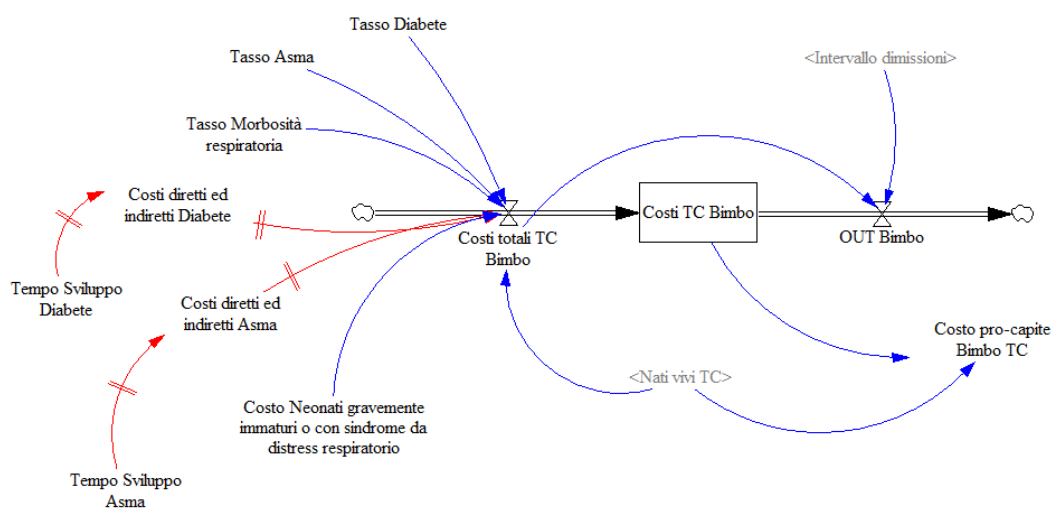 Tasso Diabete
Tasso Asma
<Intervallo dimissioni>
Tasso Morbosità
respiratoria
Costi diretti ed
indiretti Diabete
Costi TC Bimbo
Costi totali TC
Bimbo
OUT Bimbo
Tempo Sviluppo
Diabete
Costi diretti ed
indiretti Asma
Costo pro-capite
Bimbo TC
<Nati vivi TC>
Costo Neonati gravemente
immaturi o con sindrome da
distress respiratorio
Tempo Sviluppo
Asma